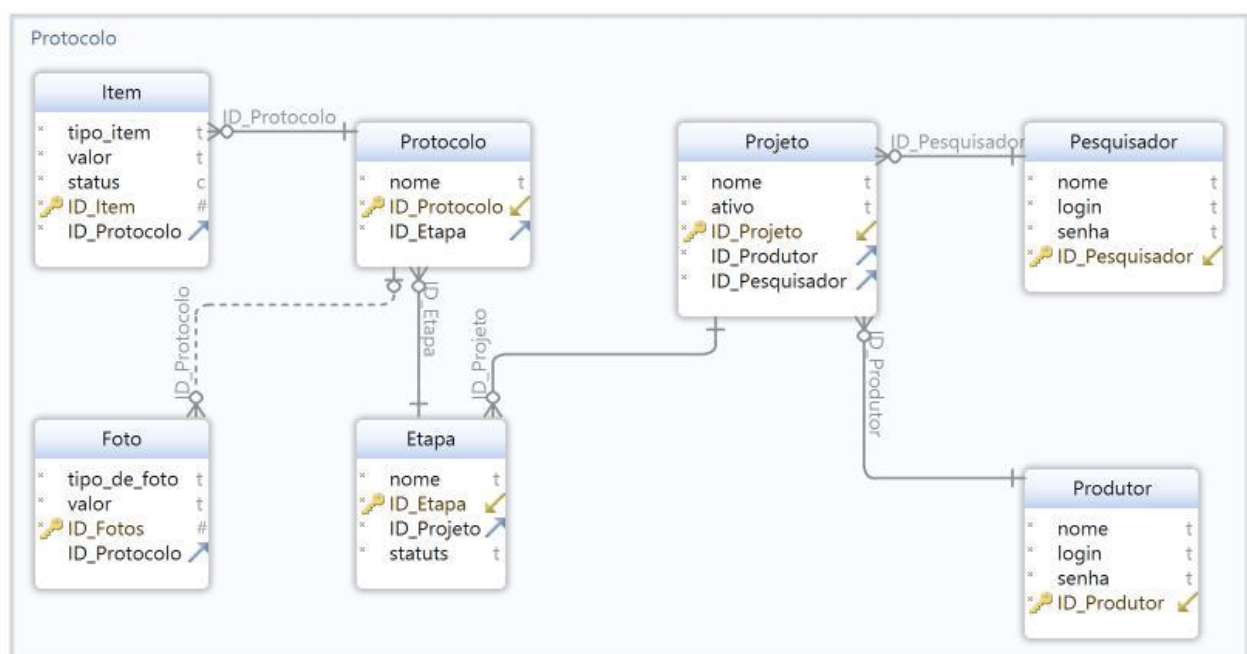 Protocolo
Item
* tipo_item t
* valor t
* status c
* ID_Item #
* ID_Protocolo
ID_Protocolo
Protocolo
* nome t
* ID_Protocolo
* ID_Etapa
Projeto
* nome t
* ativo t
* ID_Projeto
* ID_Produtor
* ID_Pesquisador
ID_Pesquisador
Pesquisador
* nome t
* login t
* senha t
* ID_Pesquisador
ID_Protocolo
ID_Etapa
ID_Projeto
ID_Produtor
Foto
* tipo_de_foto t
* valor t
* ID_Fotos #
ID_Protocolo
Etapa
* nome t
* ID_Etapa
* ID_Projeto
* statuts t
Produtor
* nome t
* login t
* senha t
* ID_Produtor